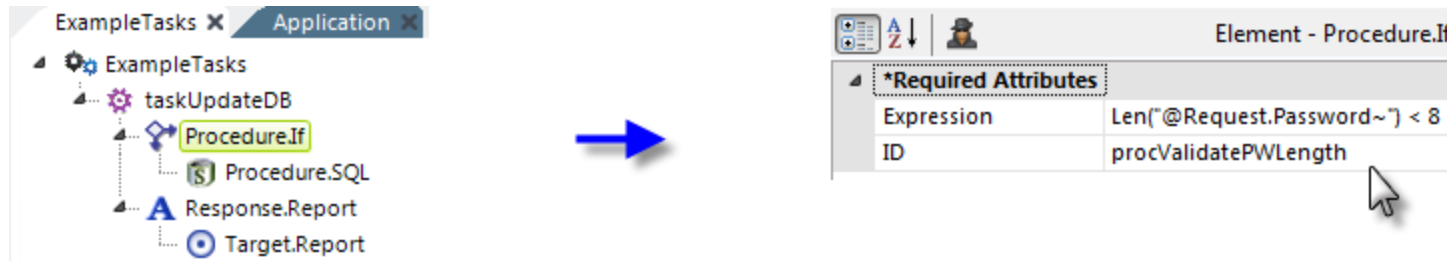 ExampleTasks Application
ExampleTasks
taskUpdateDB
Procedure.If
Procedure.SQL
Response.Report
Target.Report
A Z Element - Procedure.If
*Required Attributes
Expression Len("@Request.Password~") < 8
ID procValidatePWLength